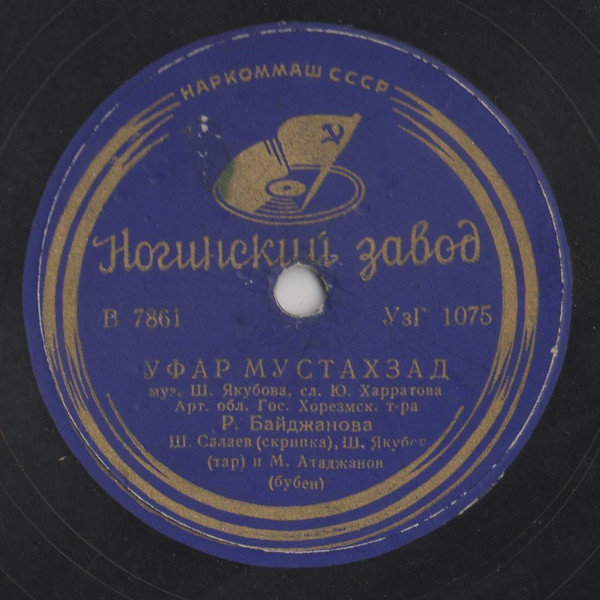 НАРКОММАШ СССР
Ногинский завод
В 7861 УзГ 1075
УФАР МУСТАХЗАД
муз. Ш. Якубова, сл. Ю. Харратова
Арт. обл. Гос. Хорезмск. т-ра
Р. Байджанова
Ш. Салаев (скрипка), Ш. Якубов
(тар) и М. Атаджанов
(бубен)